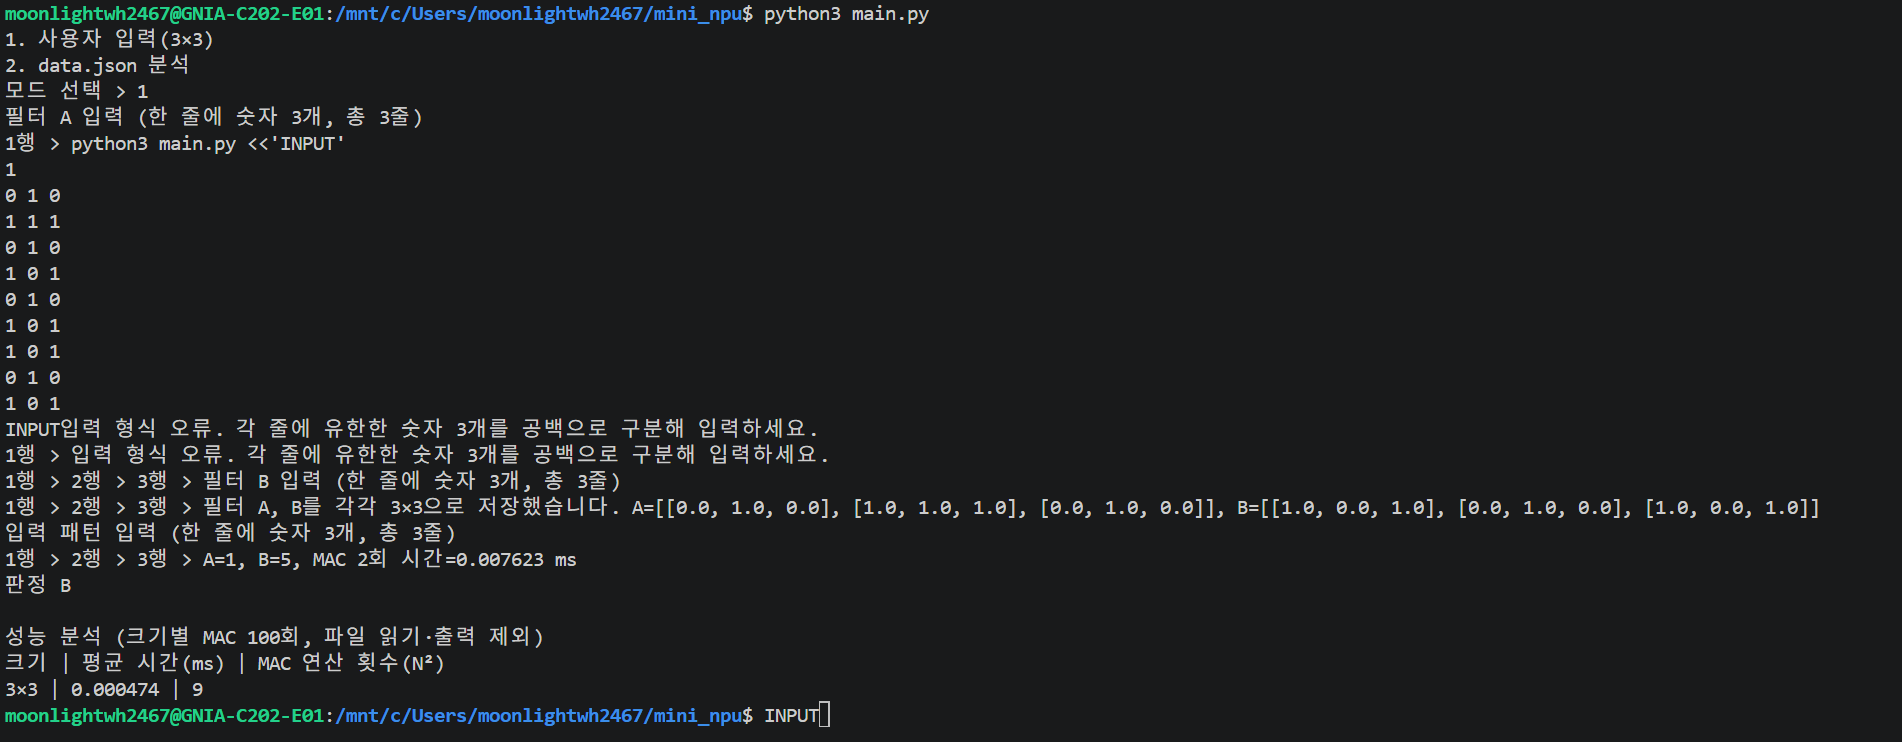 moonlightwh2467@GNIA-C202-E01:/mnt/c/Users/moonlightwh2467/mini_npu$ python3 main.py
1. 사용자 입력(3×3)
2. data.json 분석
모드 선택 > 1
필터 A 입력 (한 줄에 숫자 3개, 총 3줄)
1행 > python3 main.py <<'INPUT'
1
0 1 0
1 1 1
0 1 0
1 0 1
0 1 0
1 0 1
1 0 1
0 1 0
1 0 1
INPUT입력 형식 오류. 각 줄에 유한한 숫자 3개를 공백으로 구분해 입력하세요.
1행 > 입력 형식 오류. 각 줄에 유한한 숫자 3개를 공백으로 구분해 입력하세요.
1행 > 2행 > 3행 > 필터 B 입력 (한 줄에 숫자 3개, 총 3줄)
1행 > 2행 > 3행 > 필터 A, B를 각각 3×3으로 저장했습니다. A=[[0.0, 1.0, 0.0], [1.0, 1.0, 1.0], [0.0, 1.0, 0.0]], B=[[1.0, 0.0, 1.0], [0.0, 1.0, 0.0], [1.0, 0.0, 1.0]]
입력 패턴 입력 (한 줄에 숫자 3개, 총 3줄)
1행 > 2행 > 3행 > A=1, B=5, MAC 2회 시간=0.007623 ms
판정 B
성능 분석 (크기별 MAC 100회, 파일 읽기·출력 제외)
크기 | 평균 시간(ms) | MAC 연산 횟수(N²)
3×3 | 0.000474 | 9
moonlightwh2467@GNIA-C202-E01:/mnt/c/Users/moonlightwh2467/mini_npu$ INPUT